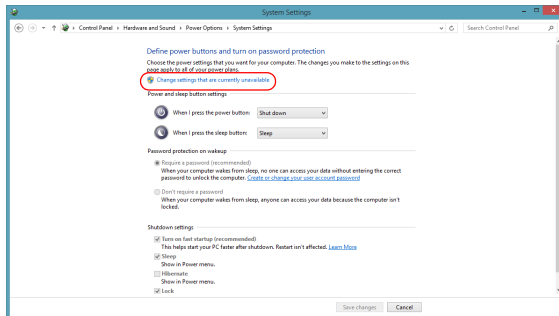 System Settings
Control Panel ▸ Hardware and Sound ▸ Power Options ▸ System Settings
Search Control Panel
Define power buttons and turn on password protection
Choose the power settings that you want for your computer. The changes you make to the settings on this
page apply to all of your power plans.
Change settings that are currently unavailable
Power and sleep button settings
When I press the power button: Shut down
When I press the sleep button: Sleep
Password protection on wakeup
Require a password (recommended)
When your computer wakes from sleep, no one can access your data without entering the correct
password to unlock the computer. Create or change your user account password
Don't require a password
When your computer wakes from sleep, anyone can access your data because the computer isn't
locked.
Shutdown settings
Turn on fast startup (recommended)
This helps start your PC faster after shutdown. Restart isn't affected. Learn More
Sleep
Show in Power menu.
Hibernate
Show in Power menu.
Lock
Save changes Cancel